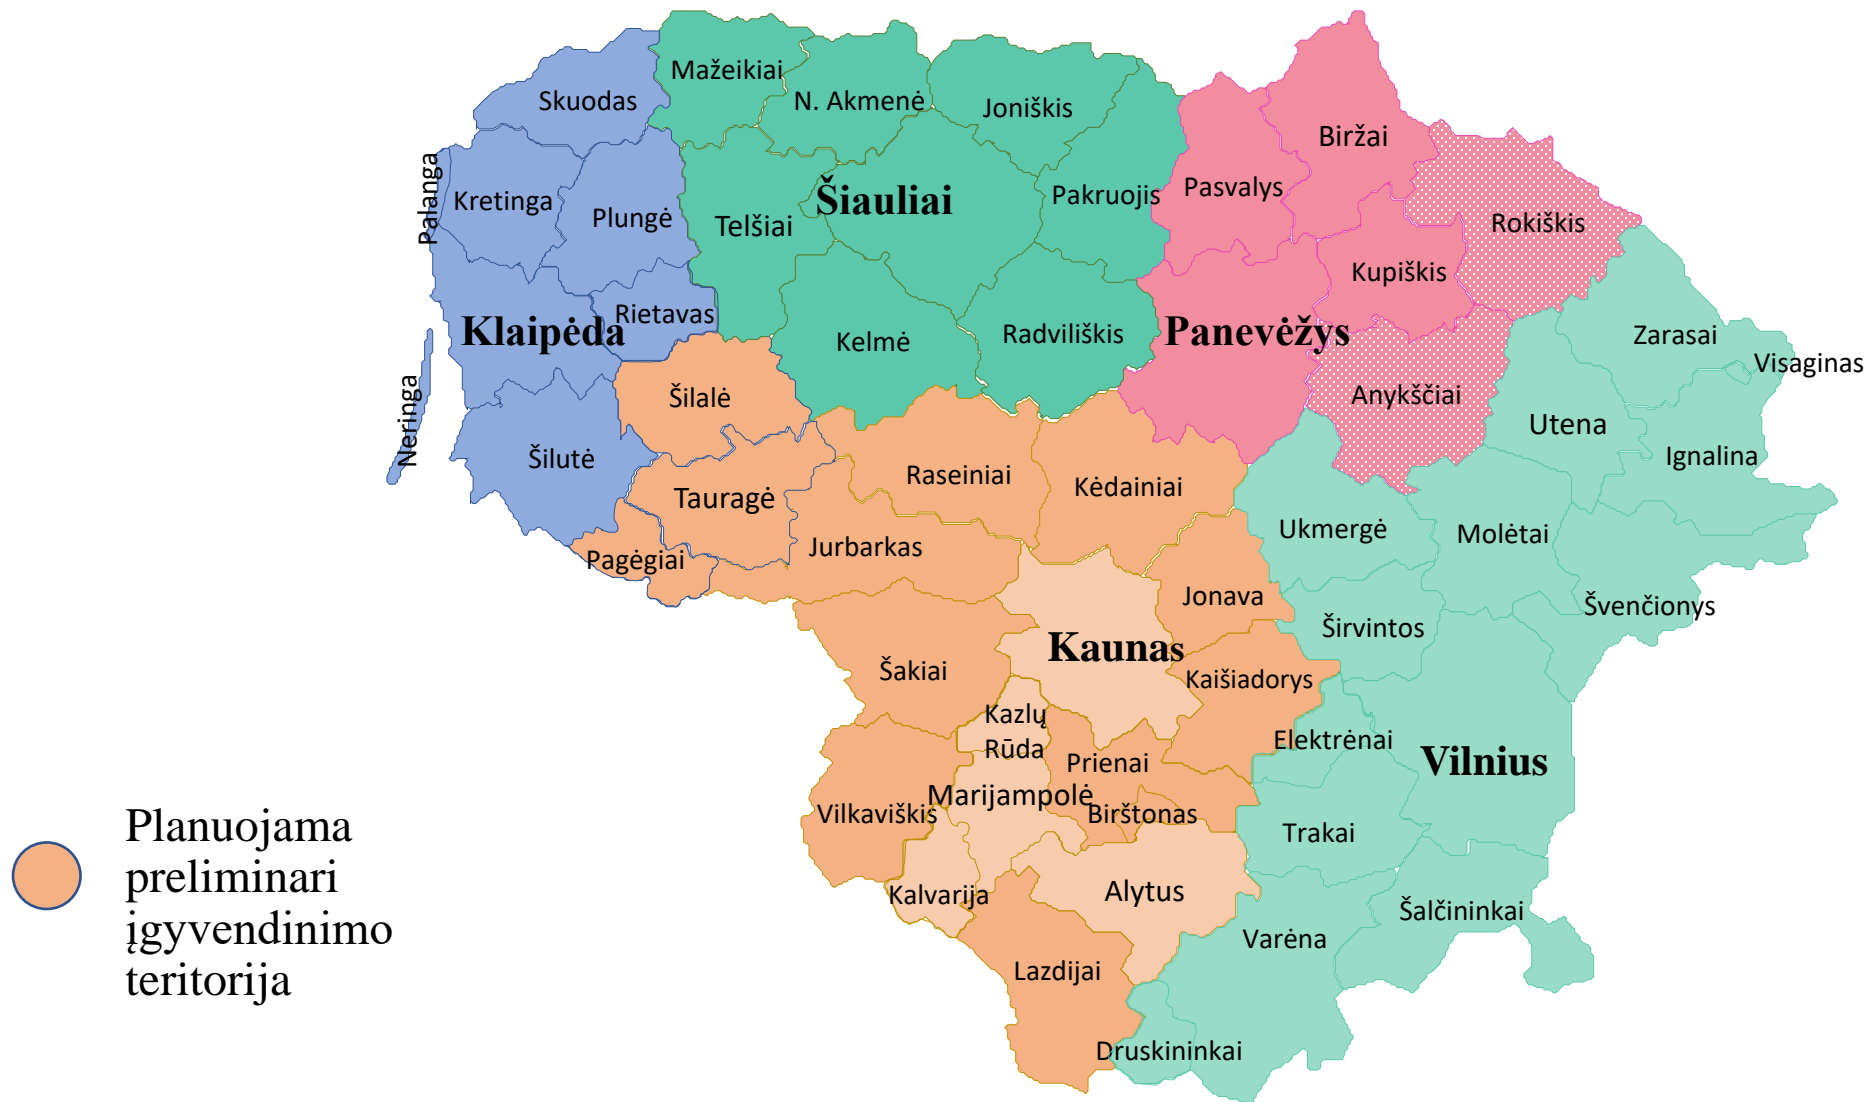 Mažeikiai
Skuodas
N. Akmenė
Joniškis
Biržai
Palanga
Kretinga
Plungė
Telšiai
Šiauliai
Pakruojis
Pasvalys
Rokiškis
Kupiškis
Klaipėda
Rietavas
Kelmė
Radviliškis
Panevėžys
Zarasai
Visaginas
Neringa
Šilalė
Anykščiai
Utena
Šilutė
Tauragė
Raseiniai
Kėdainiai
Ignalina
Pagėgiai
Jurbarkas
Ukmergė
Molėtai
Jonava
Švenčionys
Širvintos
Kaunas
Šakiai
Kaišiadorys
Kazlų
Rūda
Elektrėnai
Prienai
Vilnius
Marijampolė
Vilkaviškis
Birštonas
Trakai
Kalvarija
Alytus
Šalčininkai
Varėna
Lazdijai
Druskininkai
Planuojama
preliminari
įgyvendinimo
teritorija